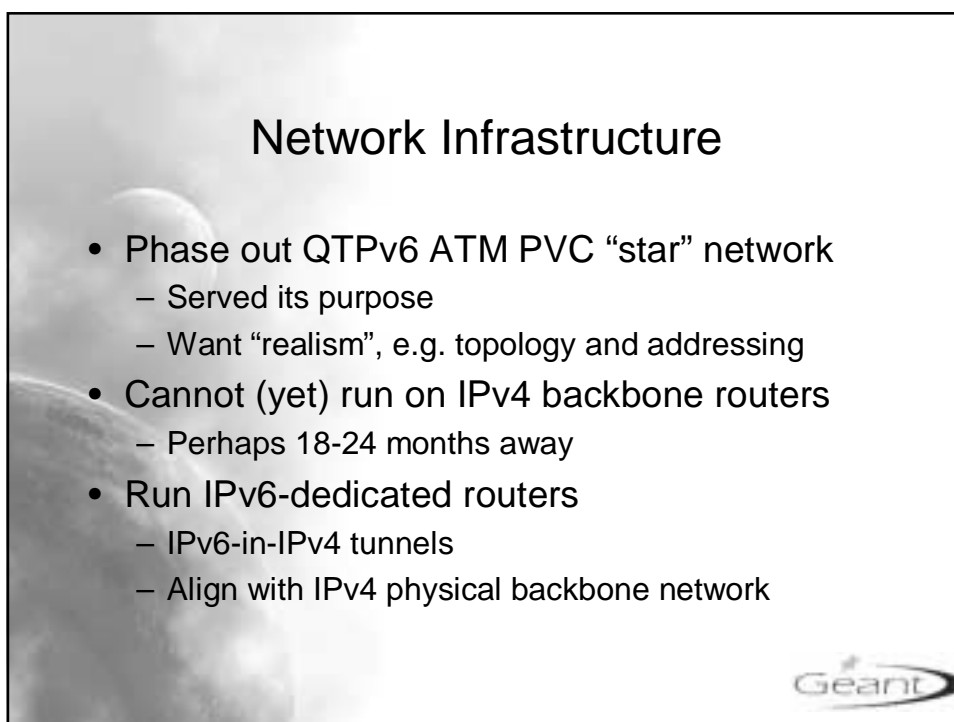 Network Infrastructure
• Phase out QTPv6 ATM PVC “star” network
– Served its purpose
– Want “realism”, e.g. topology and addressing
• Cannot (yet) run on IPv4 backbone routers
– Perhaps 18-24 months away
• Run IPv6-dedicated routers
– IPv6-in-IPv4 tunnels
– Align with IPv4 physical backbone network
Geant